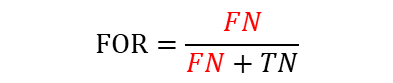 FOR = FN / (FN + TN)